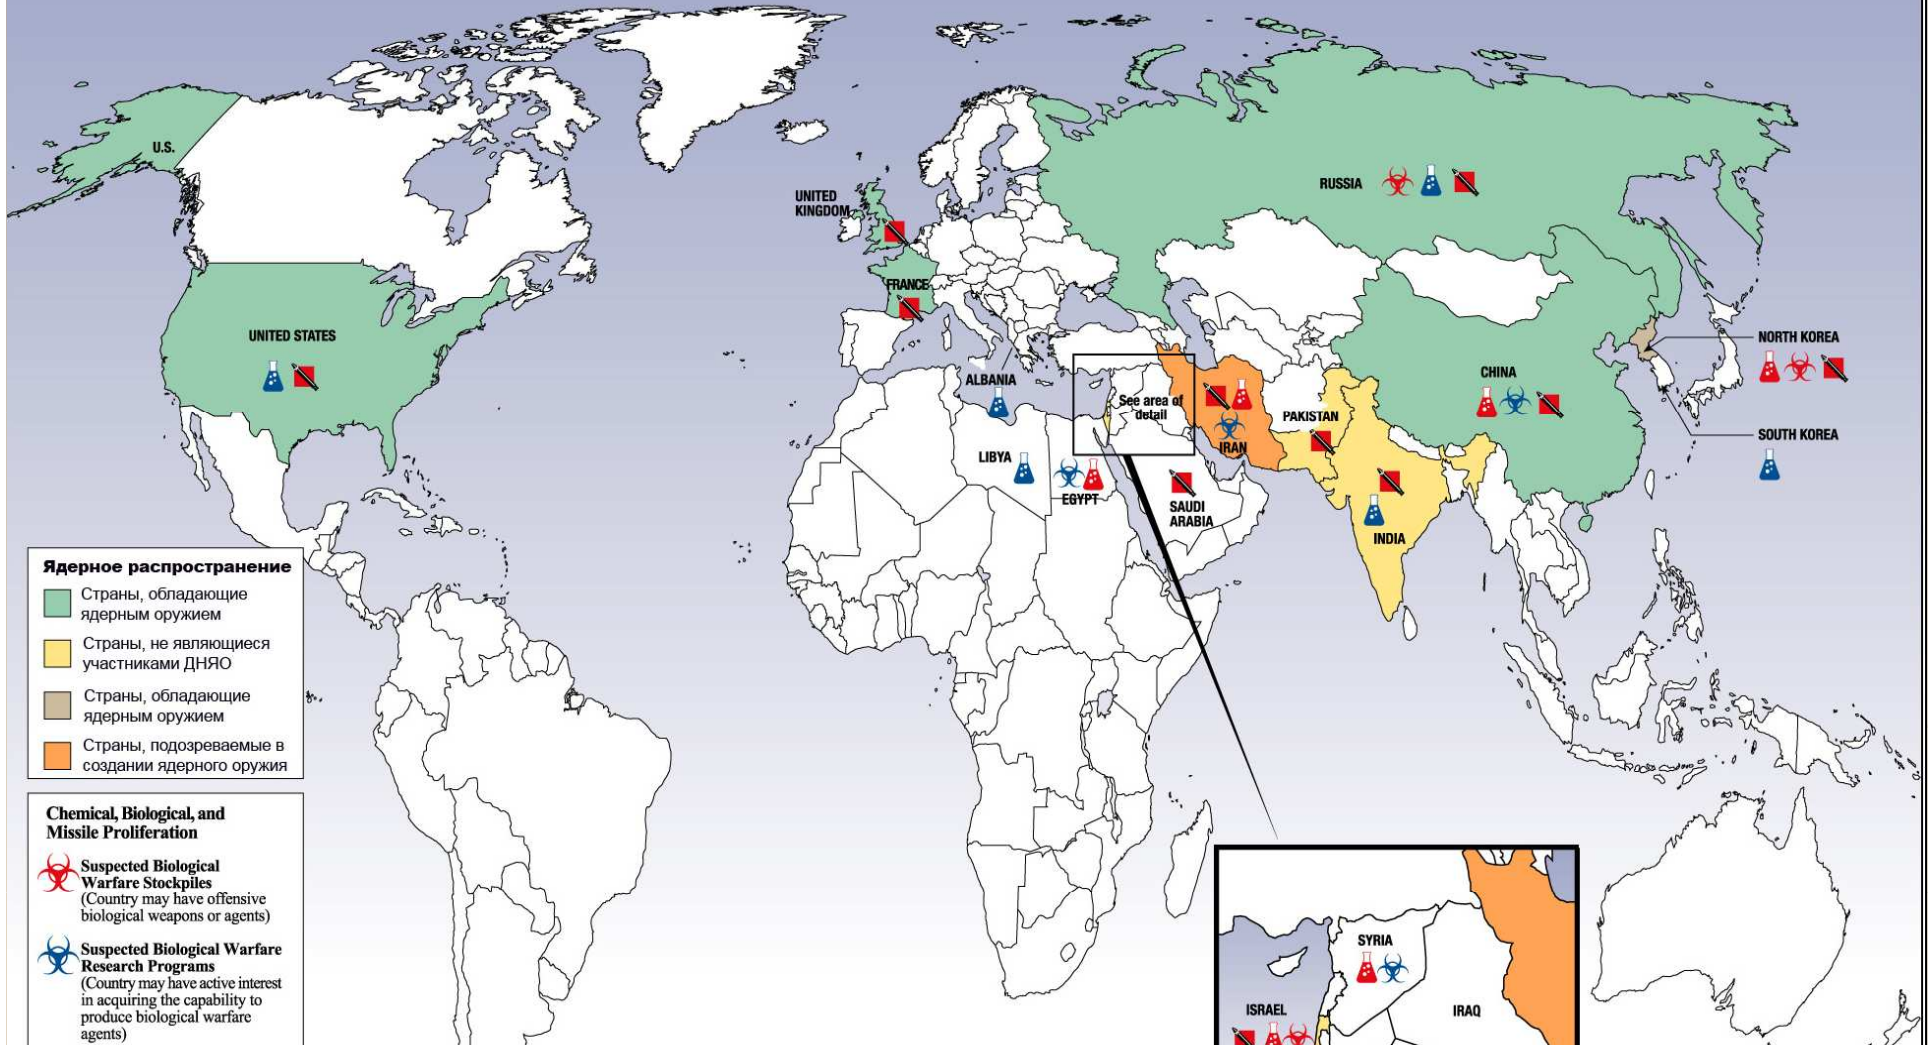 U.S.
UNITED
KINGDOM
RUSSIA
FRANCE
UNITED STATES
NORTH KOREA
ALBANIA
See area of
detail
CHINA
PAKISTAN
SOUTH KOREA
LIBYA
IRAN
EGYPT
SAUDI
ARABIA
INDIA
Ядерное распространение
Страны, обладающие
ядерным оружием
Страны, не являющиеся
участниками ДНЯО
Страны, обладающие
ядерным оружием
Страны, подозреваемые в
создании ядерного оружия
Chemical, Biological, and
Missile Proliferation
Suspected Biological
Warfare Stockpiles
(Country may have offensive
biological weapons or agents)
Suspected Biological Warfare
Research Programs
(Country may have active interest
in acquiring the capability to
produce biological warfare
agents)
SYRIA
ISRAEL
IRAQ